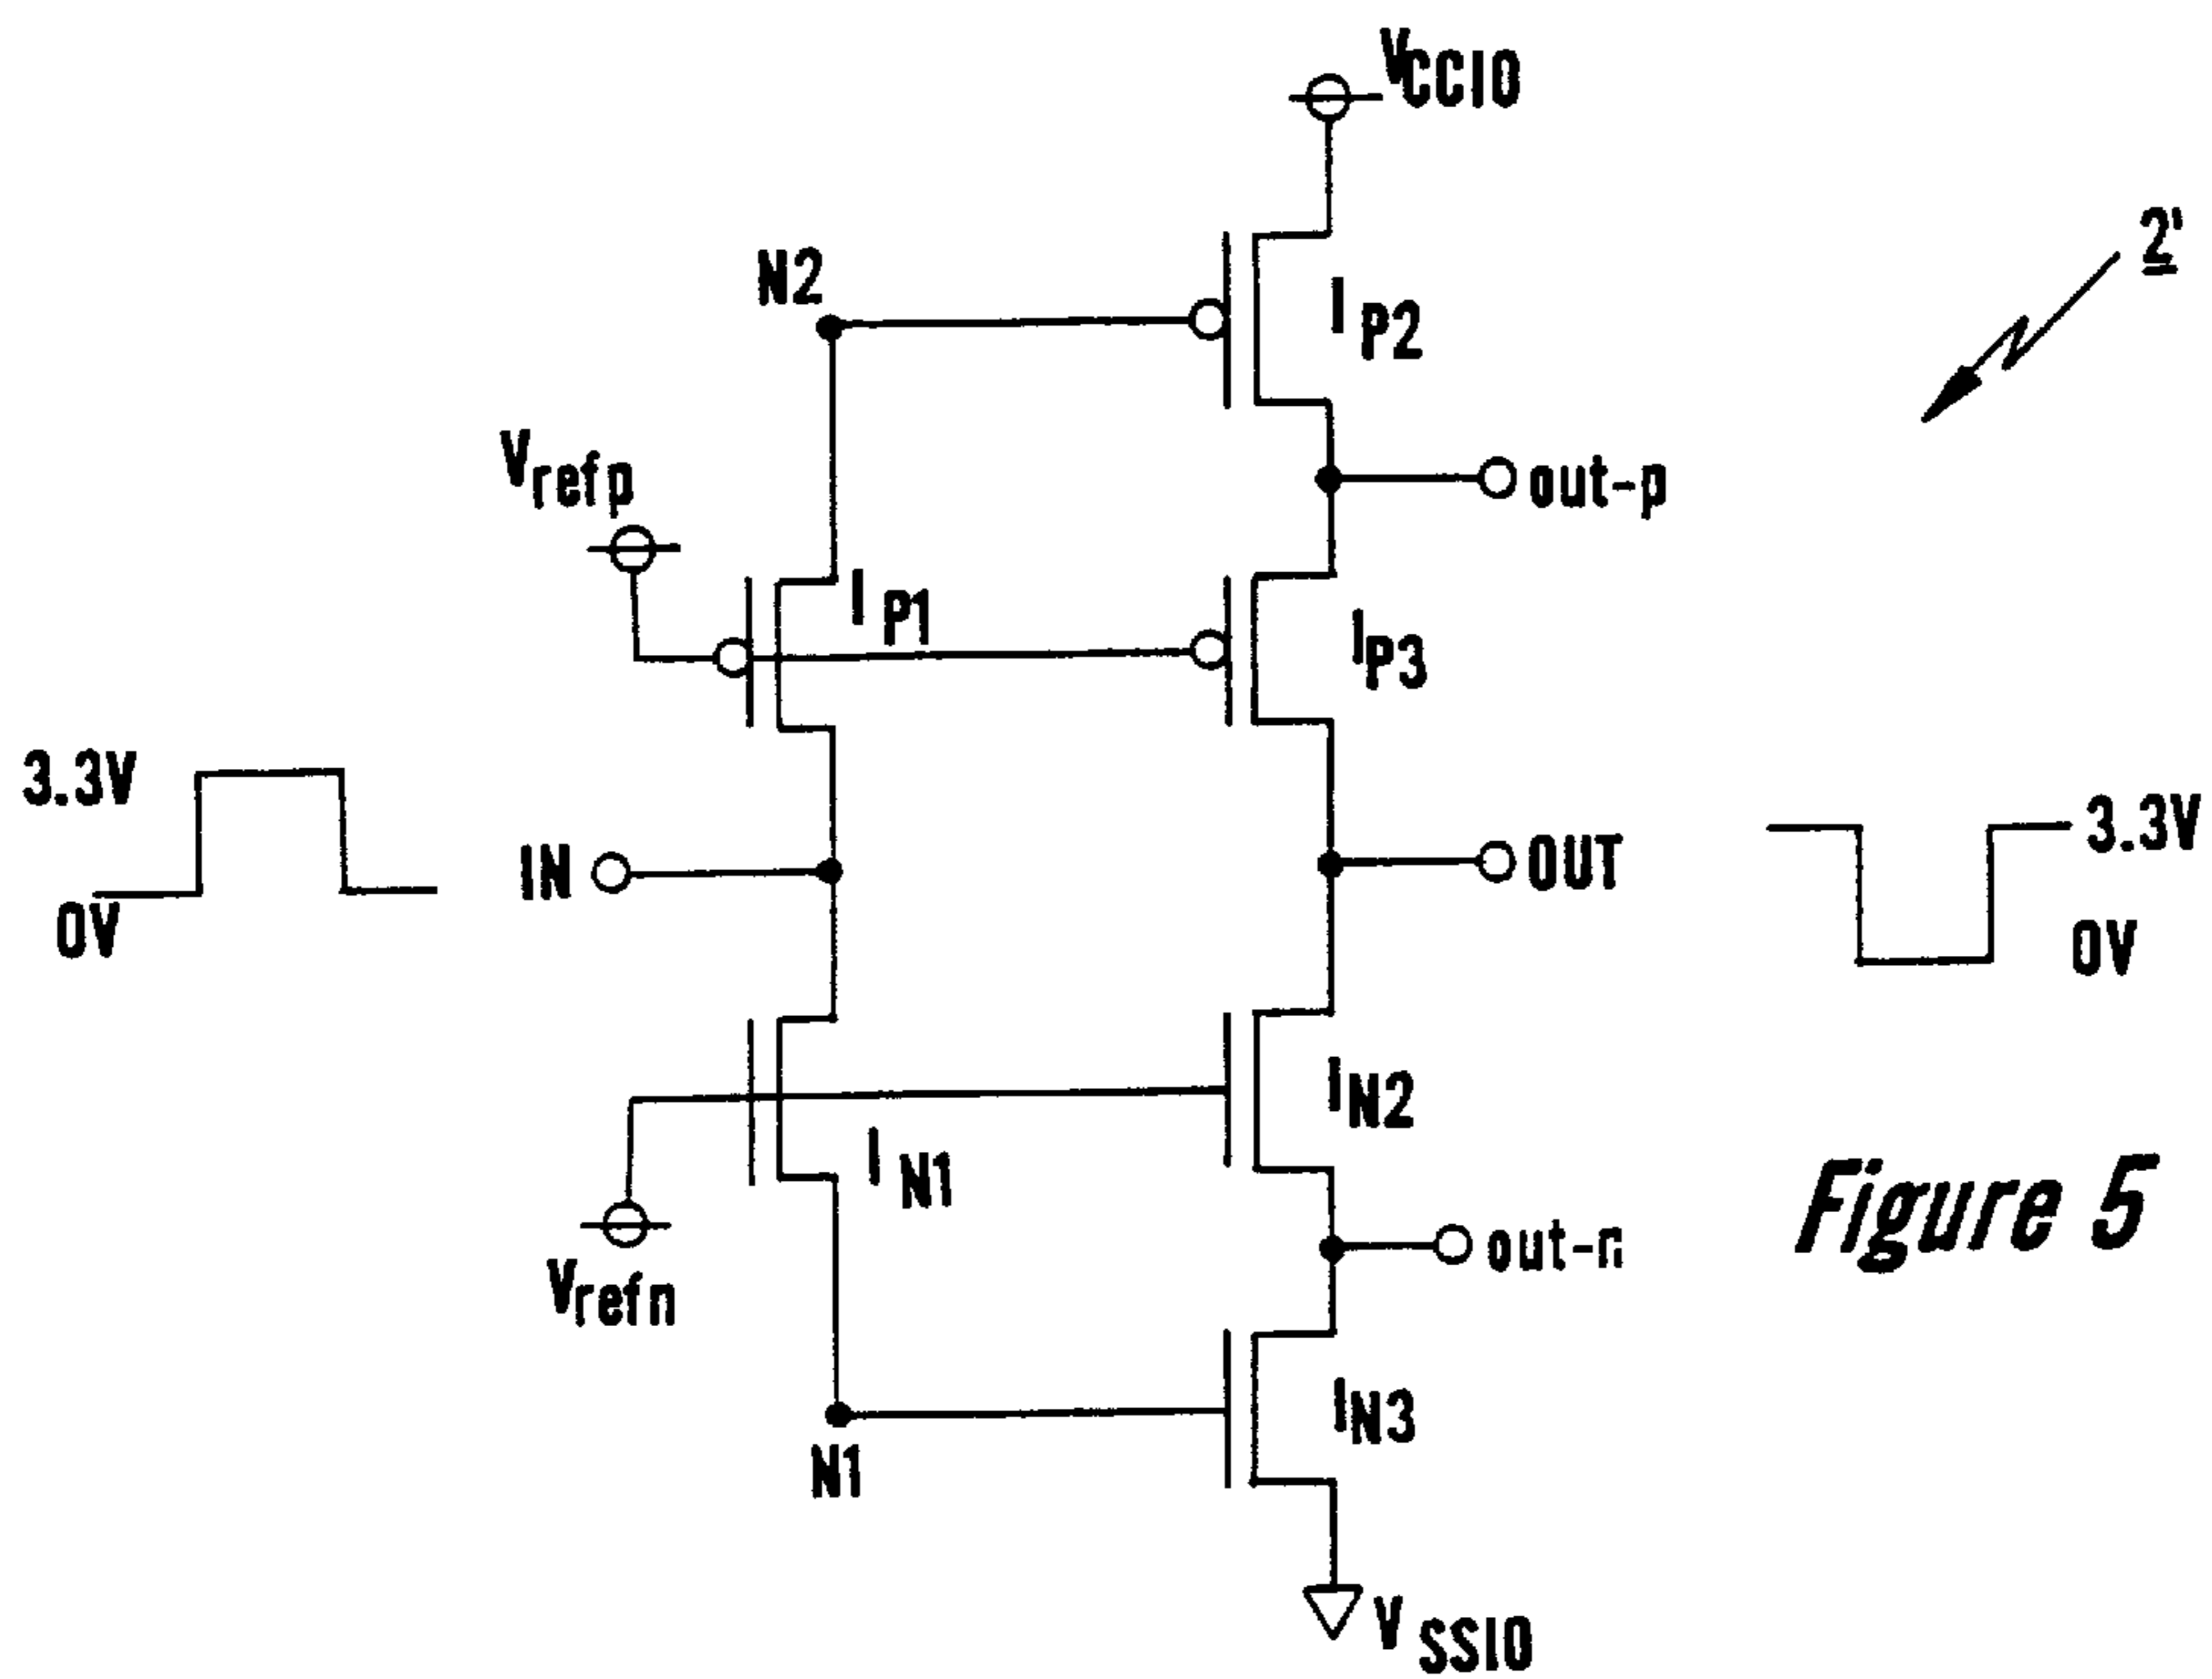 VCCIO
2'
N2
IP2
Vrefp
out-p
IP1
IP3
3.3V
0V
IN
OUT
3.3V
0V
IN2
IN1
Vrefn
out-n
Figure 5
IN3
N1
VSSIO